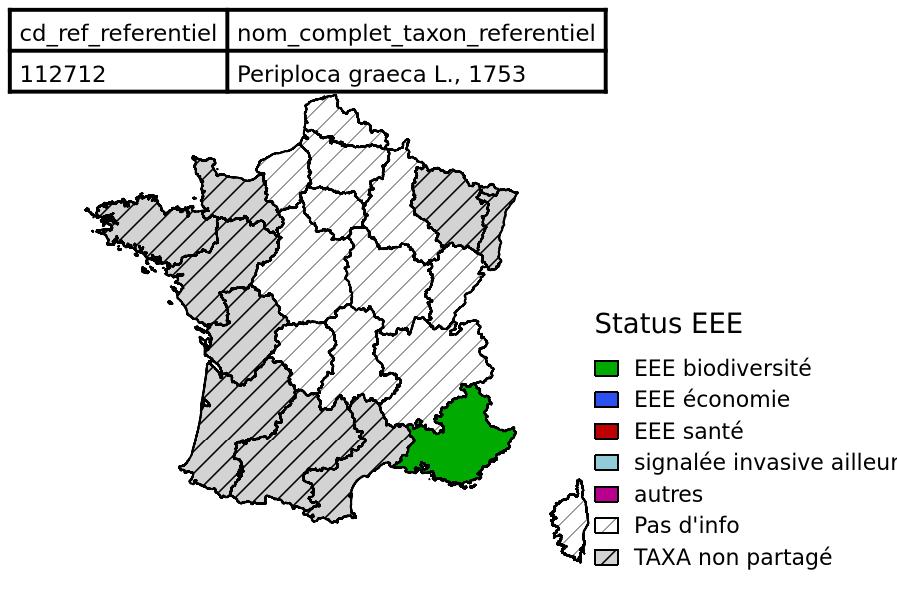 cd_ref_referentiel nom_complet_taxon_referentiel
112712 Periploca graeca L., 1753
Status EEE
EEE biodiversité
EEE économie
EEE santé
signalée invasive ailleur
autres
Pas d'info
TAXA non partagé